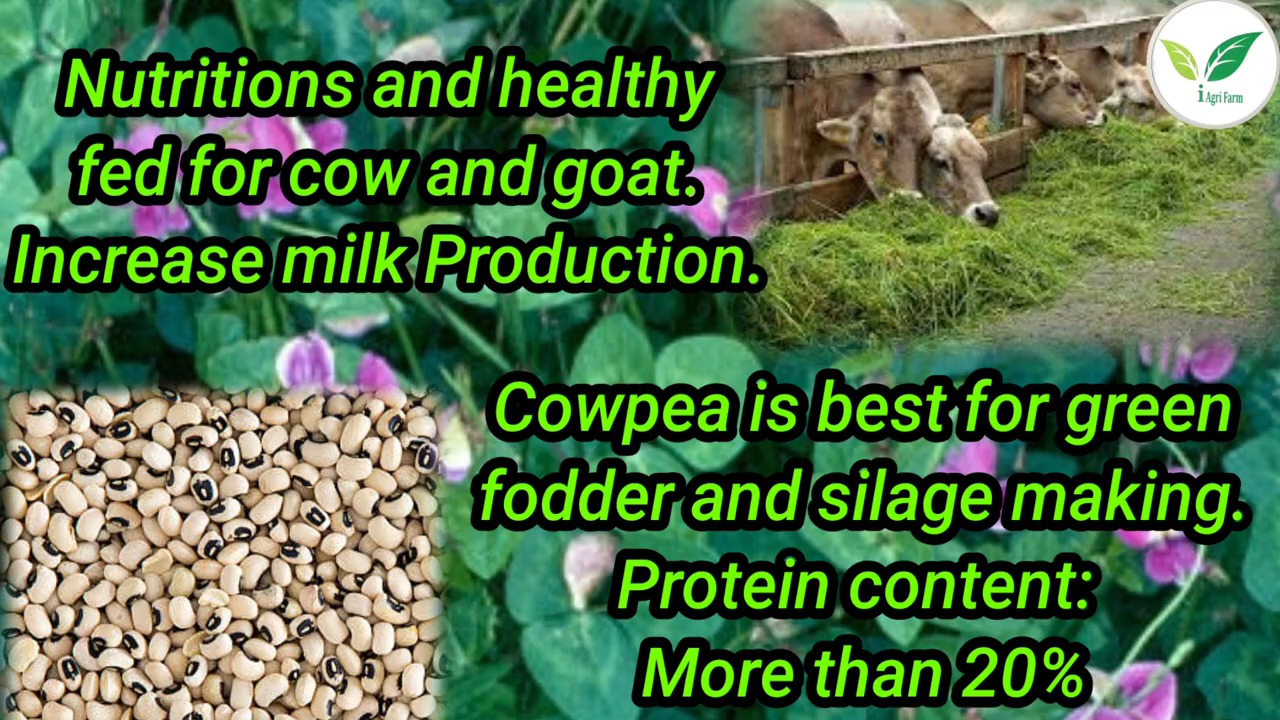 Nutritions and healthy
fed for cow and goat.
Increase milk Production.
i Agri Farm
Cowpea is best for green
fodder and silage making.
Protein content:
More than 20%